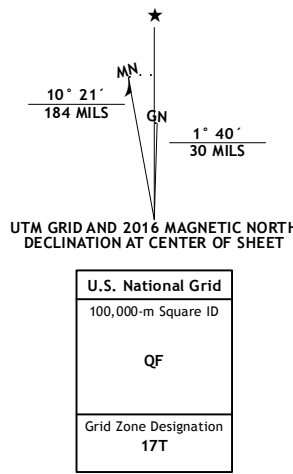 ★
MN
GN
10° 21´
184 MILS
1° 40´
30 MILS
UTM GRID AND 2016 MAGNETIC NORTH
DECLINATION AT CENTER OF SHEET
U.S. National Grid
100,000-m Square ID
QF
Grid Zone Designation
17T